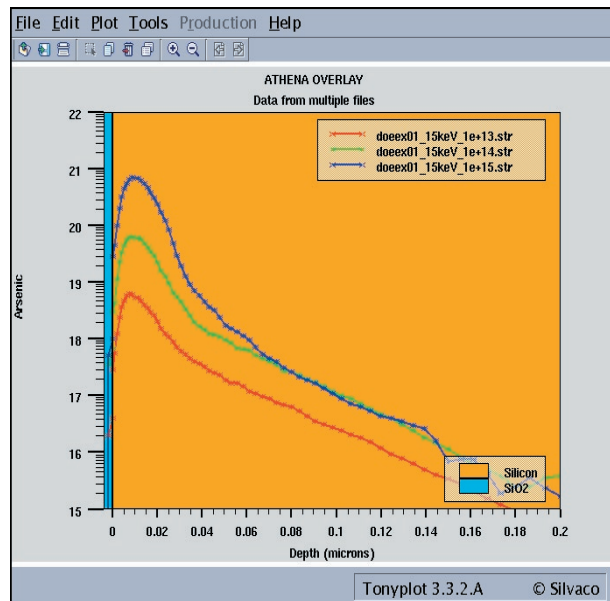 File Edit Plot Tools Production Help
ATHENA OVERLAY
Data from multiple files
doeex01_15keV_1e+13.str
doeex01_15keV_1e+14.str
doeex01_15keV_1e+15.str
22
21
20
19
18
17
16
15
Arsenic
Silicon
SiO2
0 0.02 0.04 0.06 0.08 0.1 0.12 0.14 0.16 0.18 0.2
Depth (microns)
Tonyplot 3.3.2.A © Silvaco